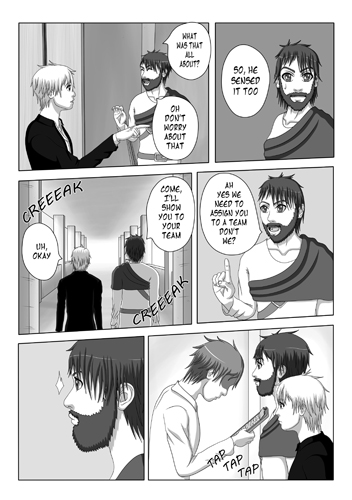 SO, HE
SENSED
IT TOO
WHAT
WAS THAT
ALL
ABOUT?
OH
DON'T
WORRY
ABOUT
THAT
AH
YES WE
NEED TO
ASSIGN YOU
TO A TEAM
DON'T
WE?
COME,
I'LL
SHOW
YOU TO
YOUR
TEAM
CREEEAK
UH,
OKAY
CREEEAK
TAP
TAP
TAP